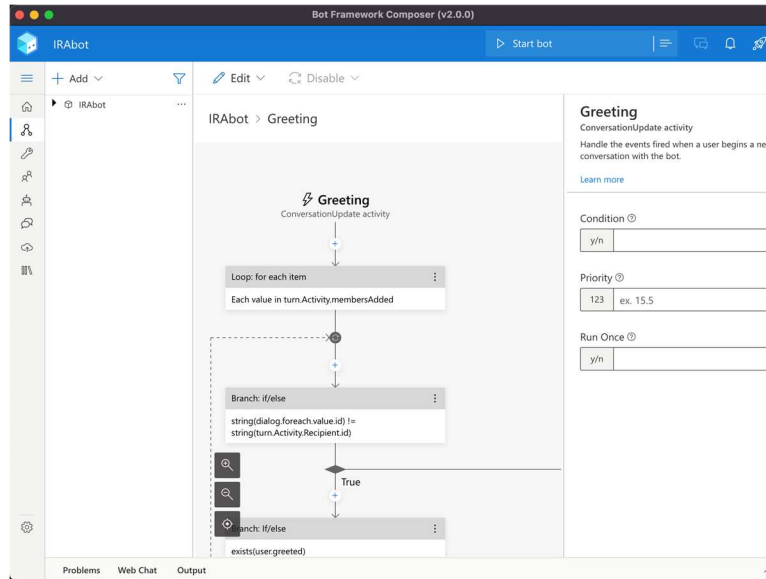 Bot Framework Composer (v2.0.0)
IRAbot
Start bot
Add
Edit
Disable
IRAbot
IRAbot > Greeting
Greeting
ConversationUpdate activity
Loop: for each item
Each value in turn.Activity.membersAdded
Branch: if/else
string(dialog.foreach.value.id) !=
string(turn.Activity.Recipient.id)
True
Branch: If/else
exists(user.greeted)
Greeting
ConversationUpdate activity
Handle the events fired when a user begins a ne
conversation with the bot.
Learn more
Condition
y/n
Priority
123 ex. 15.5
Run Once
y/n
Problems Web Chat Output